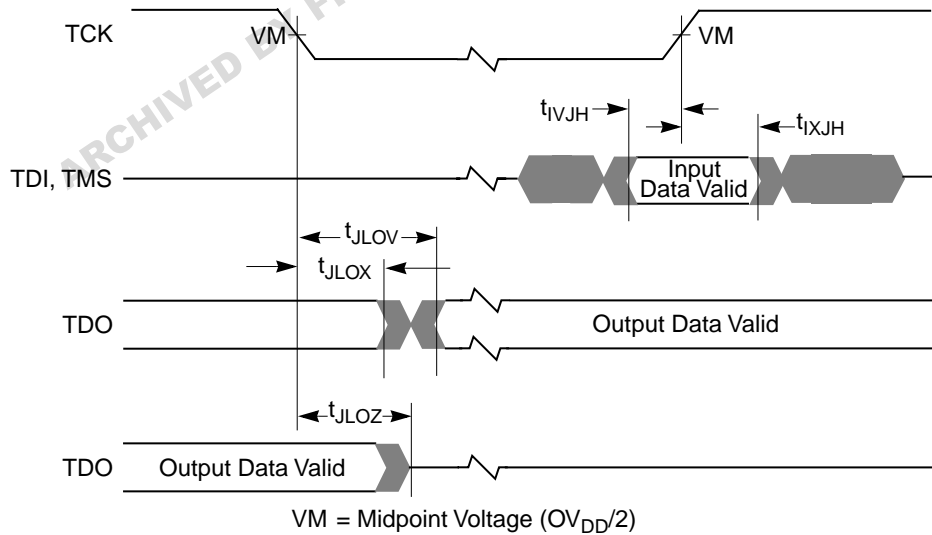 ARCHIVED BY
TCK
VM
VM
tIVJH
tIXJH
TDI, TMS
Input
Data Valid
tJLOV
tJLOX
TDO
Output Data Valid
tJLOZ
TDO
Output Data Valid
VM = Midpoint Voltage (OVDD/2)